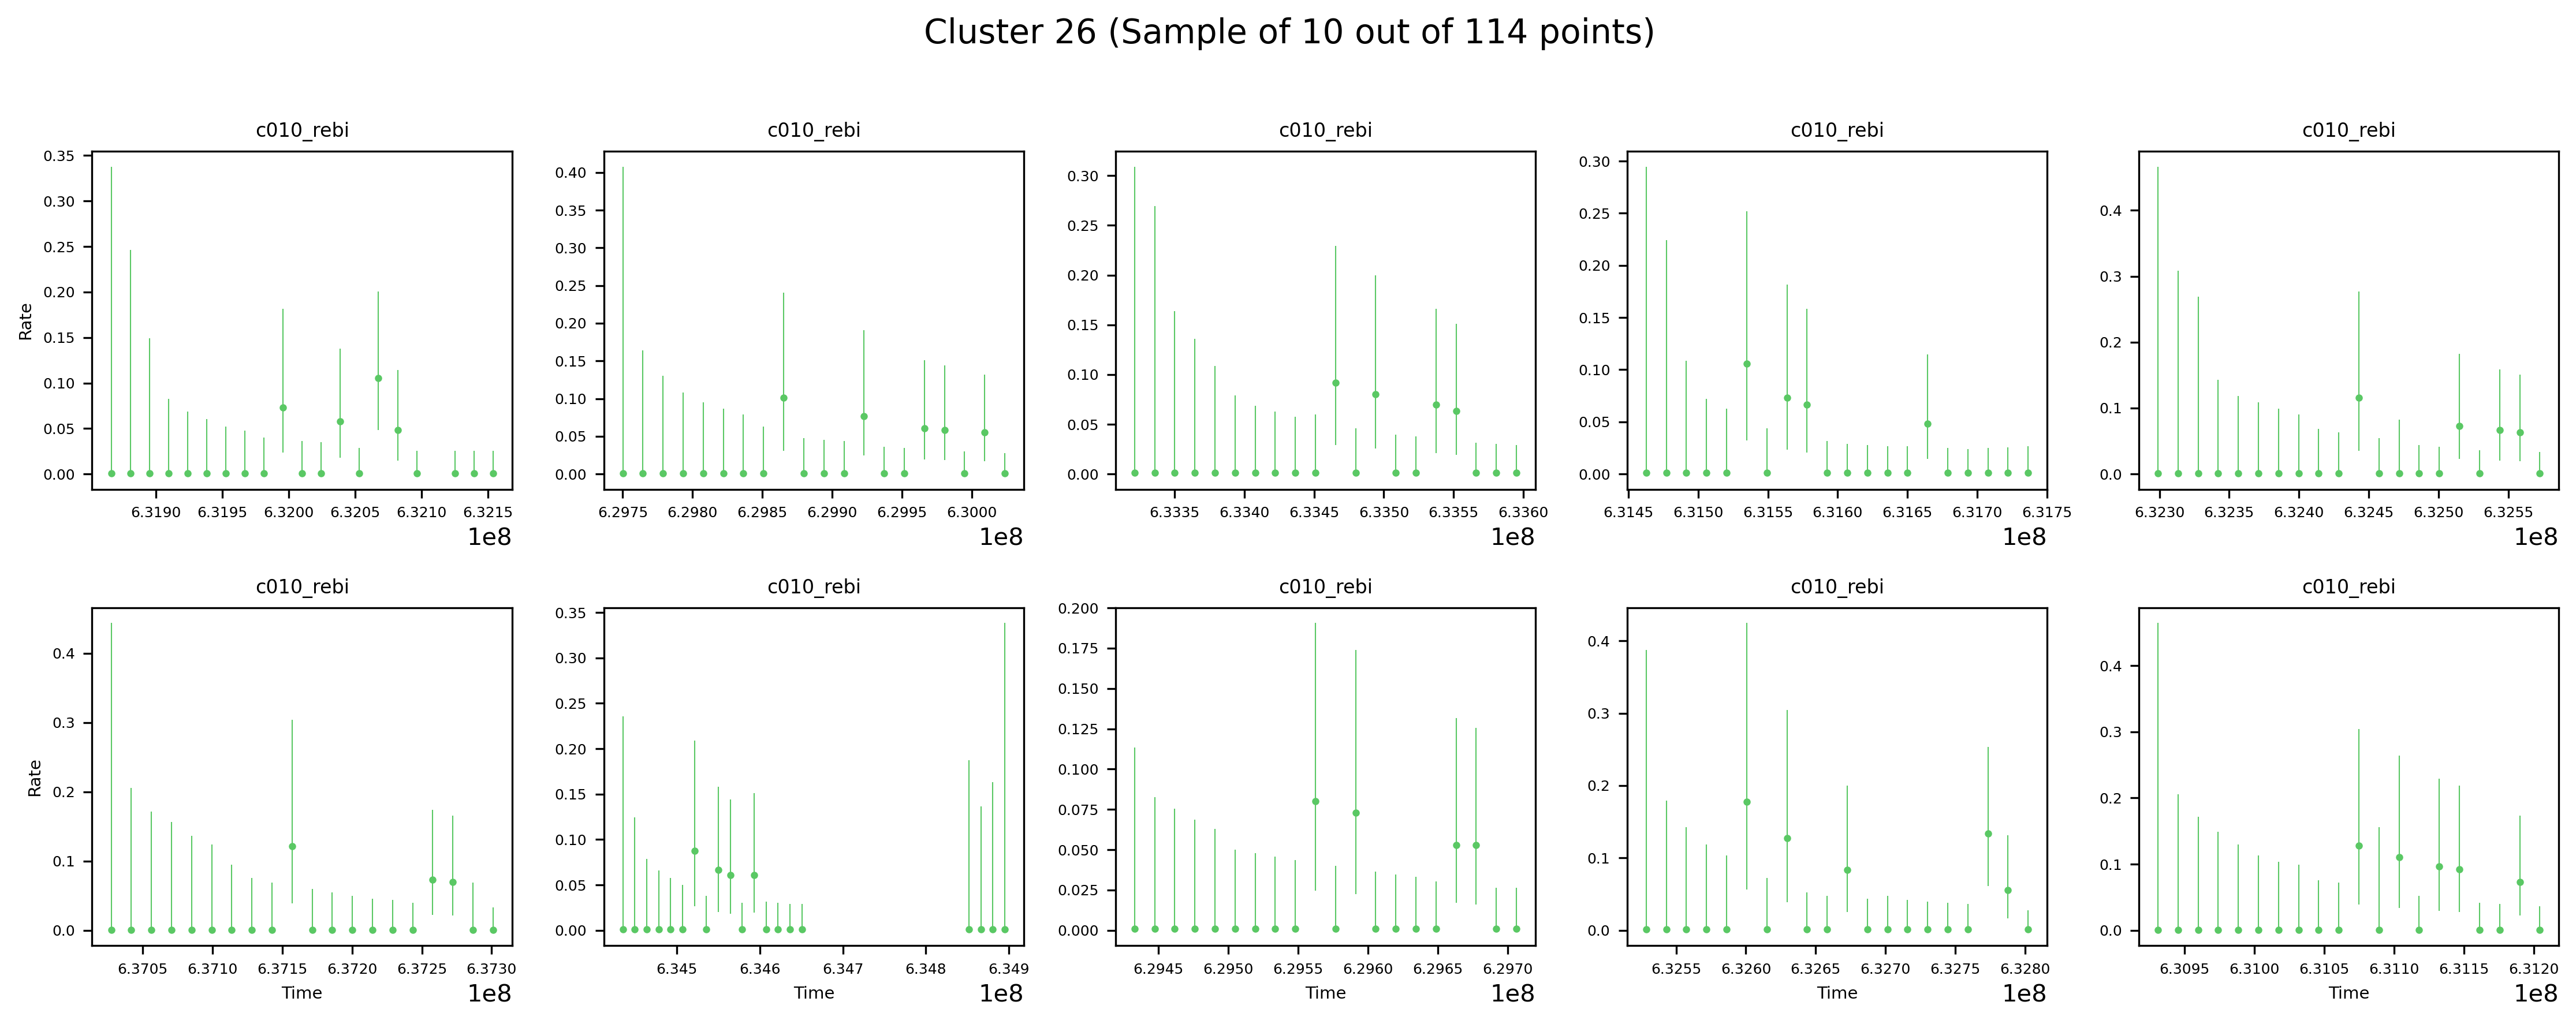 Cluster 26 (Sample of 10 out of 114 points)
c010_rebi c010_rebi c010_rebi c010_rebi c010_rebi
Rate
0.35 0.30 0.25 0.20 0.15 0.10 0.05 0.00
6.3190 6.3195 6.3200 6.3205 6.3210 6.3215
1e8
0.40 0.35 0.30 0.25 0.20 0.15 0.10 0.05 0.00
6.2975 6.2980 6.2985 6.2990 6.2995 6.3000
1e8
0.30 0.25 0.20 0.15 0.10 0.05 0.00
6.3335 6.3340 6.3345 6.3350 6.3355 6.3360
1e8
0.30 0.25 0.20 0.15 0.10 0.05 0.00
6.3145 6.3150 6.3155 6.3160 6.3165 6.3170 6.3175
1e8
0.4 0.3 0.2 0.1 0.0
6.3230 6.3235 6.3240 6.3245 6.3250 6.3255
1e8
c010_rebi c010_rebi c010_rebi c010_rebi c010_rebi
Rate
0.4 0.3 0.2 0.1 0.0
6.3705 6.3710 6.3715 6.3720 6.3725 6.3730
Time
1e8
0.35 0.30 0.25 0.20 0.15 0.10 0.05 0.00
6.345 6.346 6.347 6.348 6.349
Time
1e8
0.200 0.175 0.150 0.125 0.100 0.075 0.050 0.025 0.000
6.2945 6.2950 6.2955 6.2960 6.2965 6.2970
Time
1e8
0.4 0.3 0.2 0.1 0.0
6.3255 6.3260 6.3265 6.3270 6.3275 6.3280
Time
1e8
0.4 0.3 0.2 0.1 0.0
6.3095 6.3100 6.3105 6.3110 6.3115 6.3120
Time
1e8